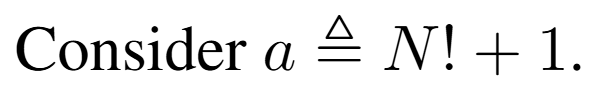 Consider a ≜ N! + 1.